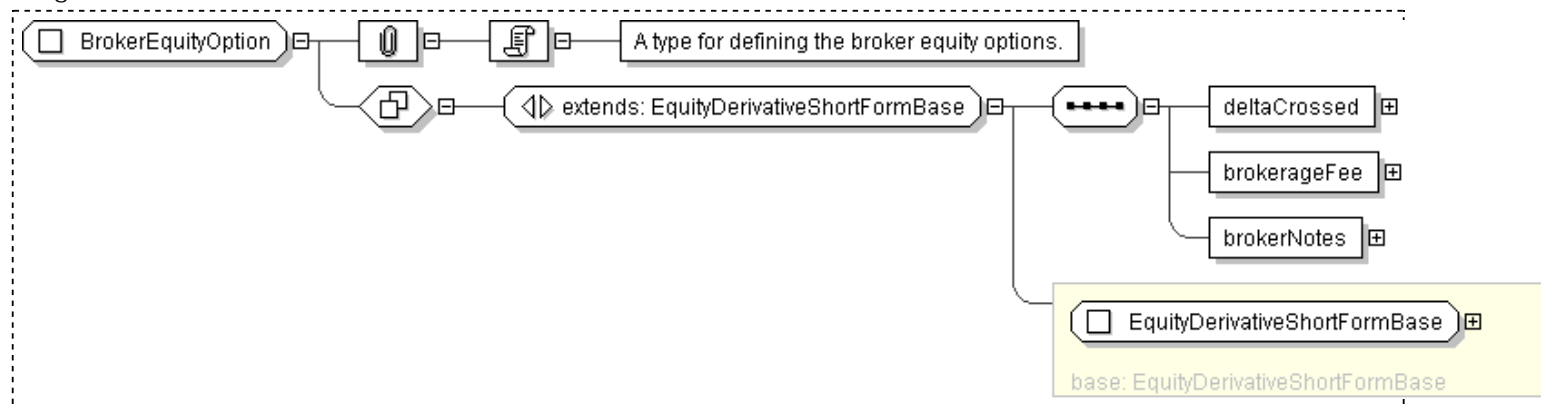 BrokerEquityOption
A type for defining the broker equity options.
extends: EquityDerivativeShortFormBase
deltaCrossed
brokerageFee
brokerNotes
EquityDerivativeShortFormBase
base: EquityDerivativeShortFormBase